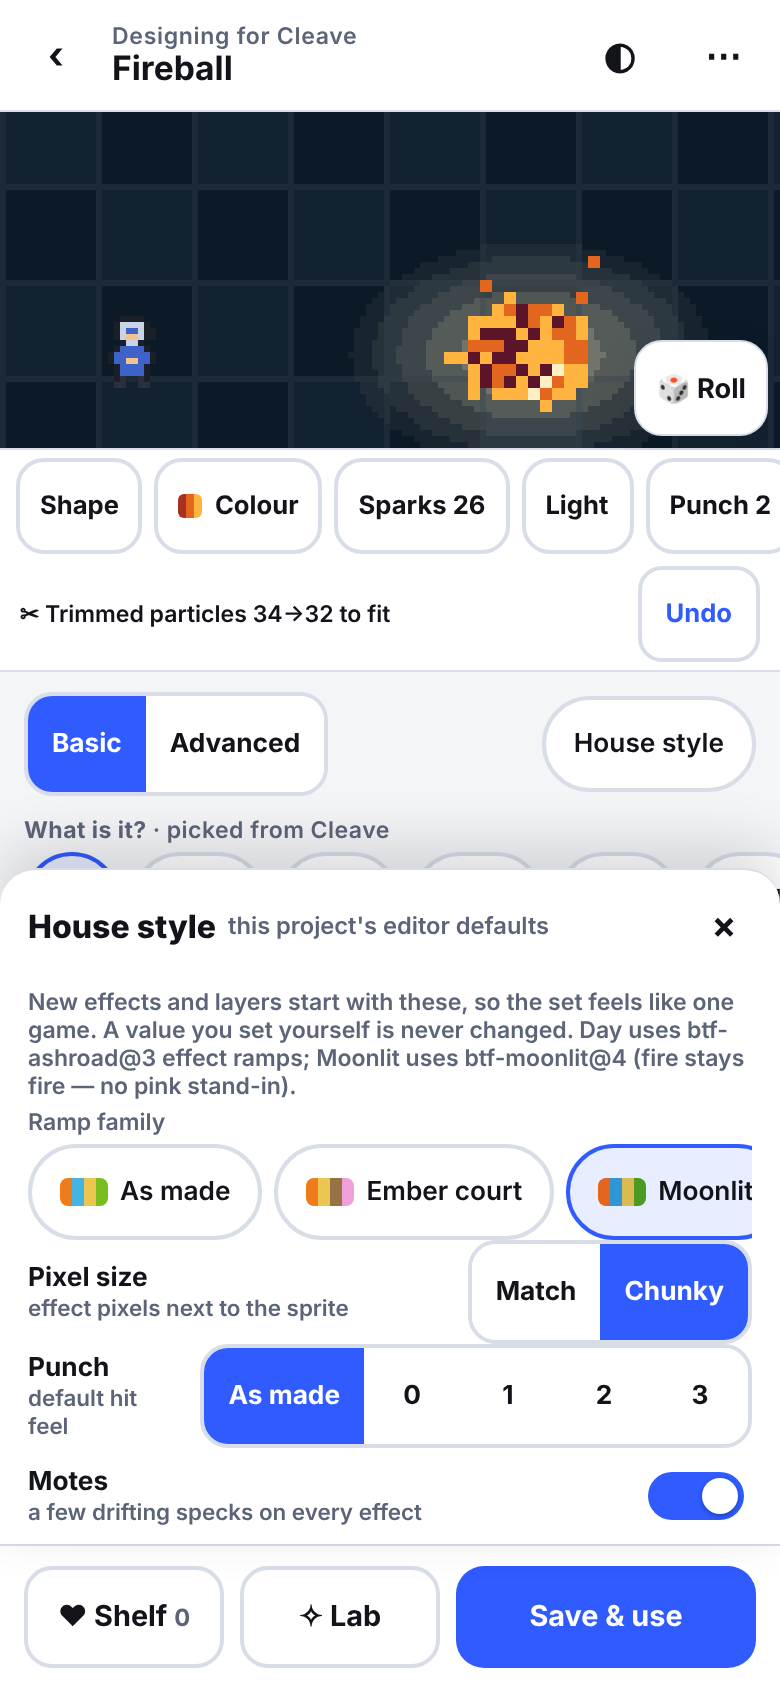 Designing for Cleave
Fireball
Roll
Shape
Colour
Sparks 26
Light
Punch 2
✂ Trimmed particles 34→32 to fit
Undo
Basic
Advanced
House style
What is it? · picked from Cleave
House style this project's editor defaults
New effects and layers start with these, so the set feels like one
game. A value you set yourself is never changed. Day uses btf-
ashroad@3 effect ramps; Moonlit uses btf-moonlit@4 (fire stays
fire — no pink stand-in).
Ramp family
As made
Ember court
Moonlit
Pixel size
effect pixels next to the sprite
Match
Chunky
Punch
default hit
feel
As made
0
1
2
3
Motes
a few drifting specks on every effect
♥ Shelf 0
✧ Lab
Save & use